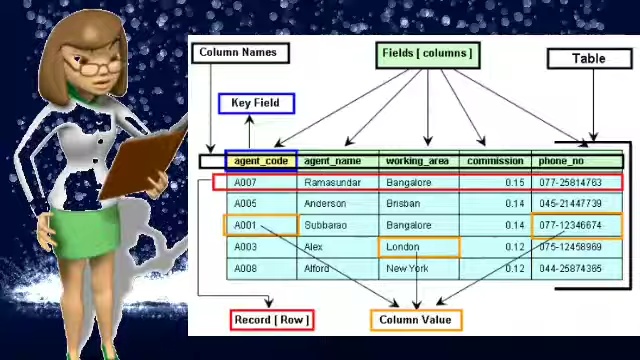 Column Names
Fields [ columns ]
Table
Key Field
agent_code agent_name working_area commission phone_no
A007 Ramasundar Bangalore 0.15 077-25814763
A005 Anderson Brisban 0.14 045-21447739
A001 Subbarao Bangalore 0.14 077-12346674
A003 Alex London 0.12 075-12458969
A008 Alford New York 0.12 044-25874365
Record [ Row ]
Column Value